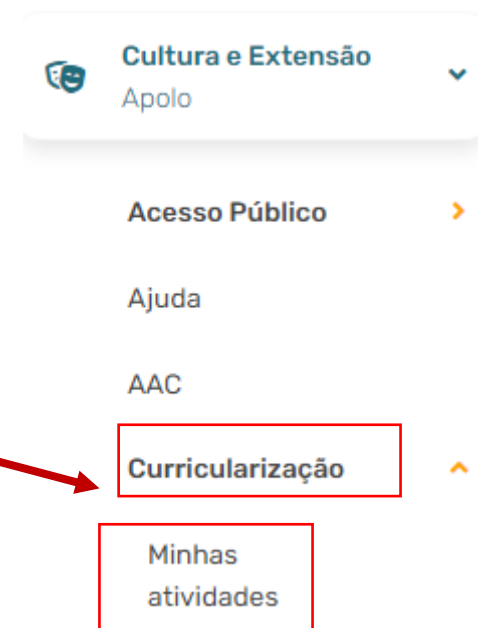 Cultura e Extensão
Apolo
Acesso Público
Ajuda
AAC
Curricularização
Minhas
atividades